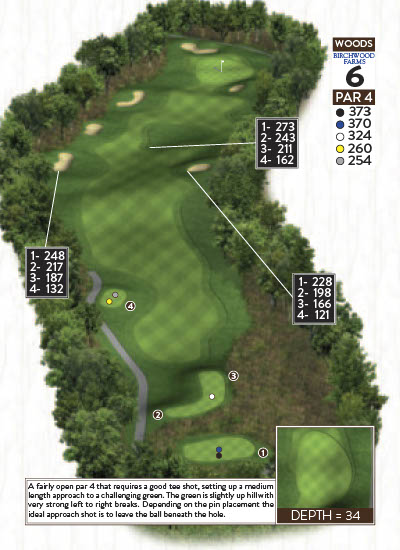 WOODS
BIRCHWOOD
FARMS
6
PAR 4
373
370
324
260
254
1- 273
2- 243
3- 211
4- 162
1- 248
2- 217
3- 187
4- 132
1- 228
2- 198
3- 166
4- 121
4
3
2
1
A fairly open par 4 that requires a good tee shot, setting up a medium
length approach to a challenging green. The green is slightly up hill with
very strong left to right breaks. Depending on the pin placement the
ideal approach shot is to leave the ball beneath the hole.
DEPTH = 34